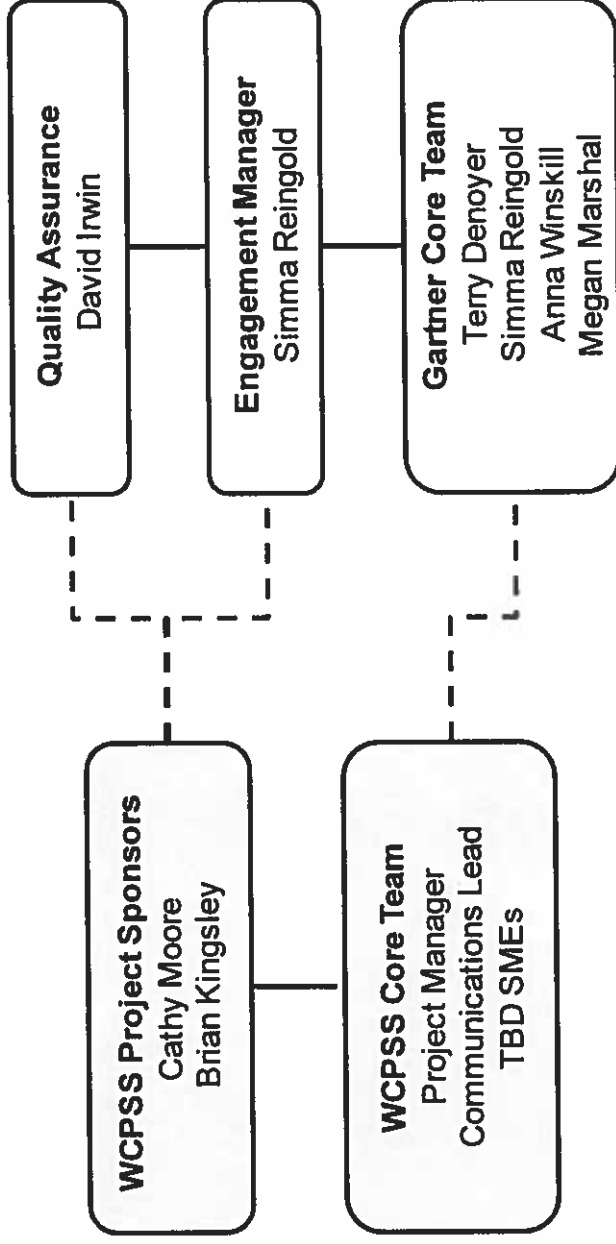 WCPSS Project Sponsors
Cathy Moore
Brian Kingsley
WCPSS Core Team
Project Manager
Communications Lead
TBD SMEs
Quality Assurance
David Irwin
Engagement Manager
Simma Reingold
Gartner Core Team
Terry Denoyer
Simma Reingold
Anna Winskill
Megan Marshal